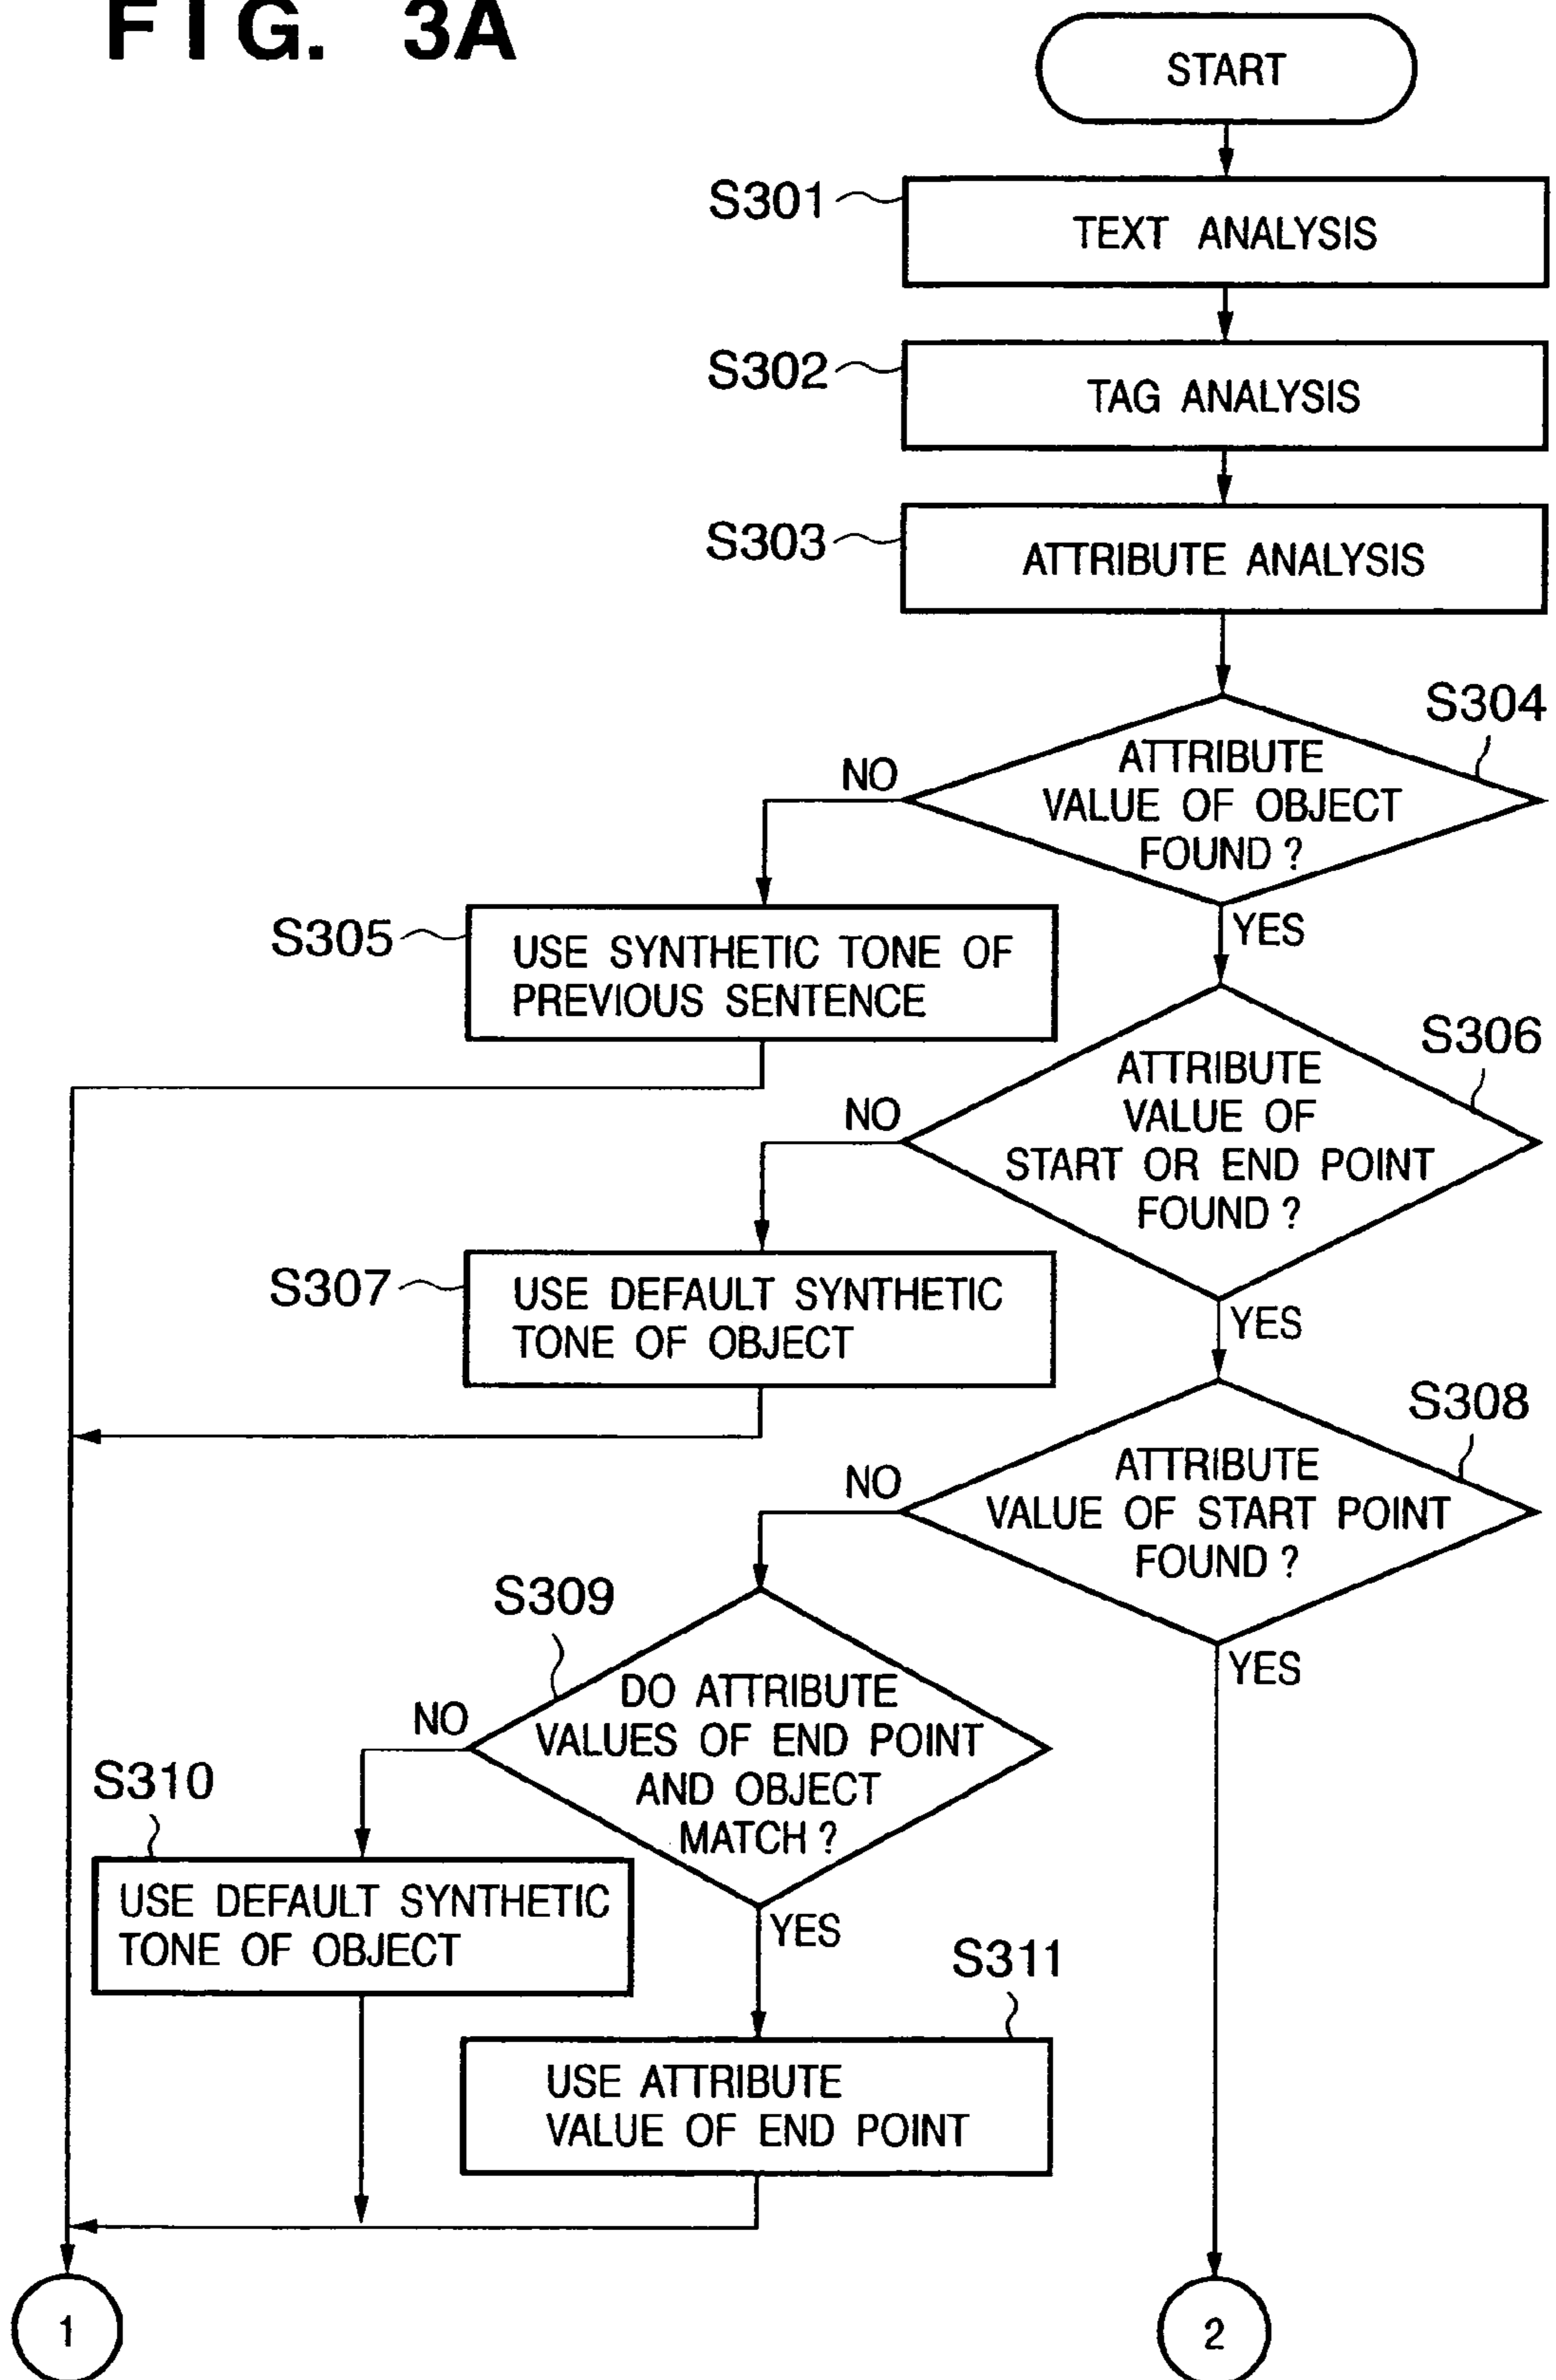 FIG. 3A
START
S301
TEXT ANALYSIS
S302
TAG ANALYSIS
S303
ATTRIBUTE ANALYSIS
S304
ATTRIBUTE
VALUE OF OBJECT
FOUND ?
NO
YES
S305
USE SYNTHETIC TONE OF
PREVIOUS SENTENCE
S306
ATTRIBUTE
VALUE OF
START OR END POINT
FOUND ?
NO
YES
S307
USE DEFAULT SYNTHETIC
TONE OF OBJECT
S308
ATTRIBUTE
VALUE OF START POINT
FOUND ?
NO
YES
S309
DO ATTRIBUTE
VALUES OF END POINT
AND OBJECT
MATCH ?
NO
YES
S310
USE DEFAULT SYNTHETIC
TONE OF OBJECT
S311
USE ATTRIBUTE
VALUE OF END POINT
1
2